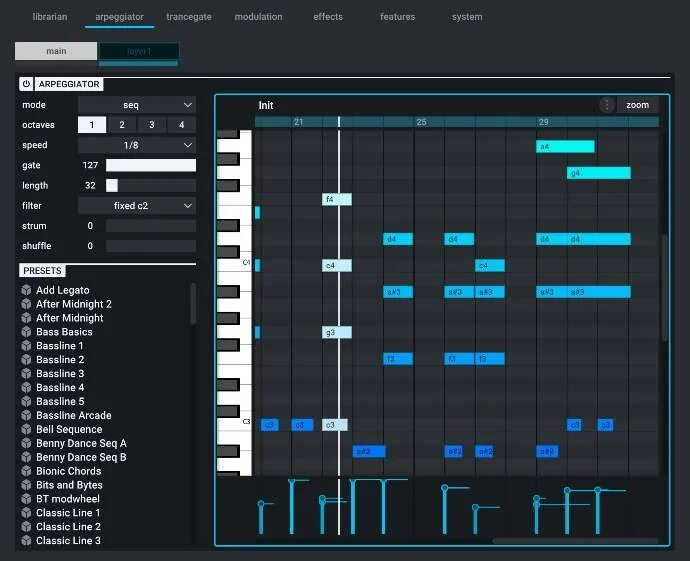 librarian arpeggiator trancegate modulation effects features system
main layer1
ARPEGGIATOR
mode seq
octaves 1 2 3 4
speed 1/8
gate 127
length 32
filter fixed c2
strum 0
shuffle 0
PRESETS
Add Legato
After Midnight 2
After Midnight
Bass Basics
Bassline 1
Bassline 2
Bassline 3
Bassline 4
Bassline 5
Bassline Arcade
Bell Sequence
Benny Dance Seq A
Benny Dance Seq B
Bionic Chords
Bits and Bytes
BT modwheel
Classic Line 1
Classic Line 2
Classic Line 3
Init zoom
21 25 29
a4
g4
f4
d4 d4 d4 d4
C4 c4 c4
a#3 a#3 a#3 a#3 a#3
g3
f3 f3 f3
C3 c3 c3 c3 c3 c3
a#2 a#2 a#2 a#2